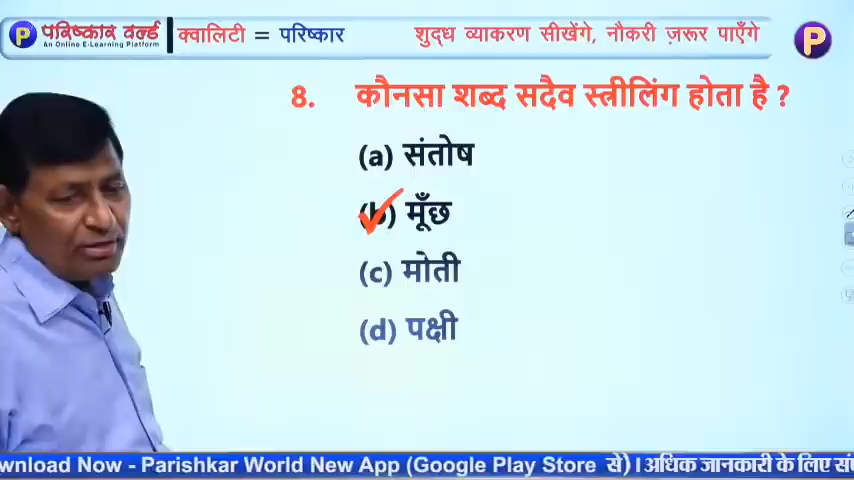 परिष्कार वर्ल्ड
An Online E-Learning Platform
क्वालिटी = परिष्कार
शुद्ध व्याकरण सीखेंगे, नौकरी ज़रूर पाएँगे
P
P
8. कौनसा शब्द सदैव स्त्रीलिंग होता है ?
(a) संतोष
(b) मूँछ
(c) मोती
(d) पक्षी
wnload Now - Parishkar World New App (Google Play Store से) । अधिक जानकारी के लिए